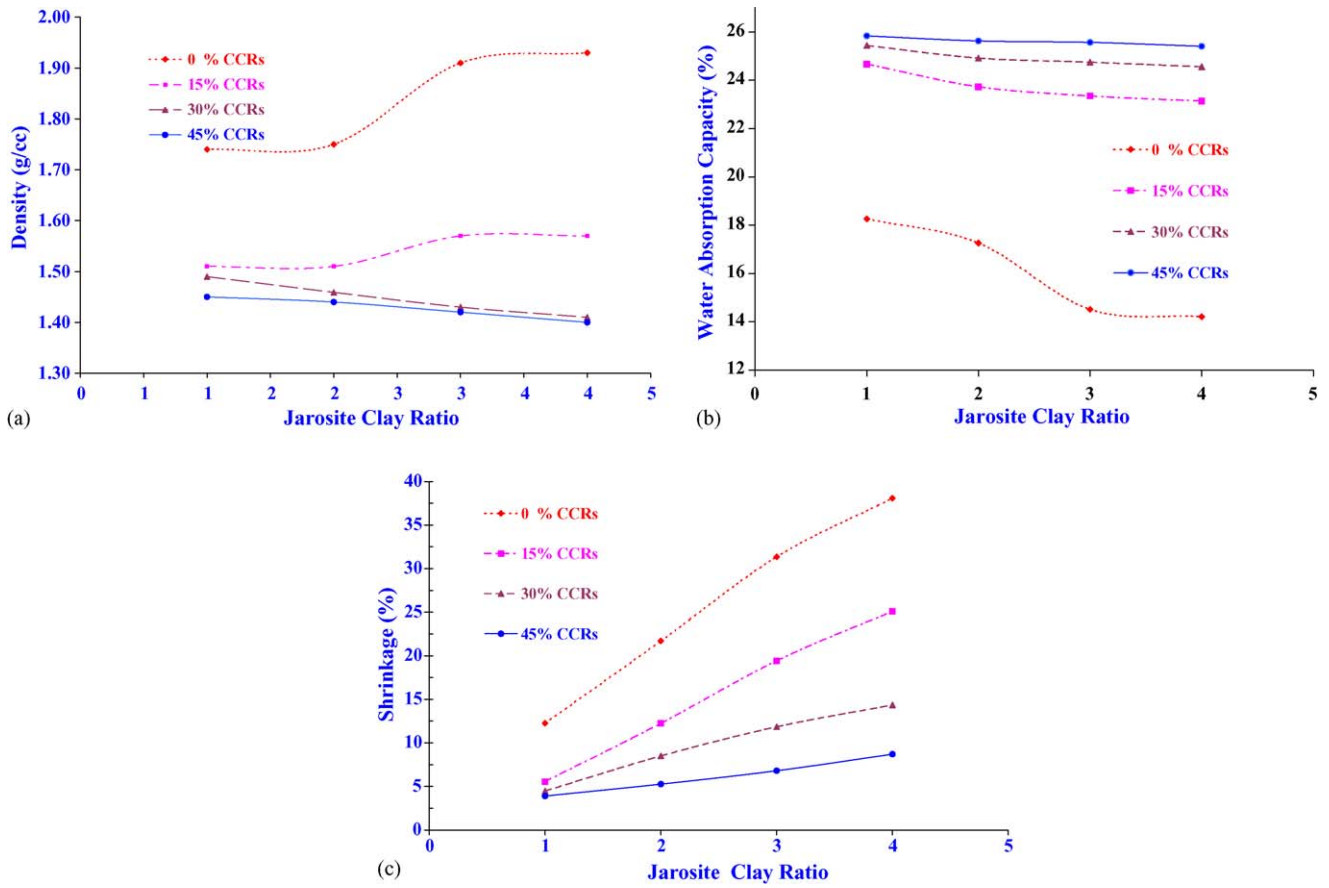 2.00
1.90
1.80
1.70
1.60
1.50
1.40
1.30
Density (g/cc)
0 % CCRs
15% CCRs
30% CCRs
45% CCRs
0 1 1 2 2 3 3 4 4 5
Jarosite Clay Ratio
(a)
26
24
22
20
18
16
14
12
Water Absorption Capacity (%)
0 % CCRs
15% CCRs
30% CCRs
45% CCRs
0 1 2 3 4 5
Jarosite Clay Ratio
(b)
40
35
30
25
20
15
10
5
0
Shrinkage (%)
0 % CCRs
15% CCRs
30% CCRs
45% CCRs
0 1 2 3 4 5
Jarosite Clay Ratio
(c)